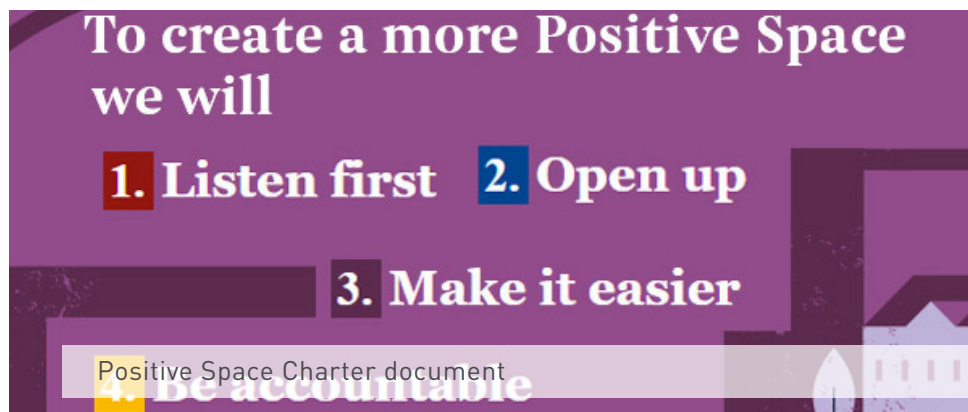 To create a more Positive Space
we will
1. Listen first 2. Open up
3. Make it easier
4. Be accountable
Positive Space Charter document